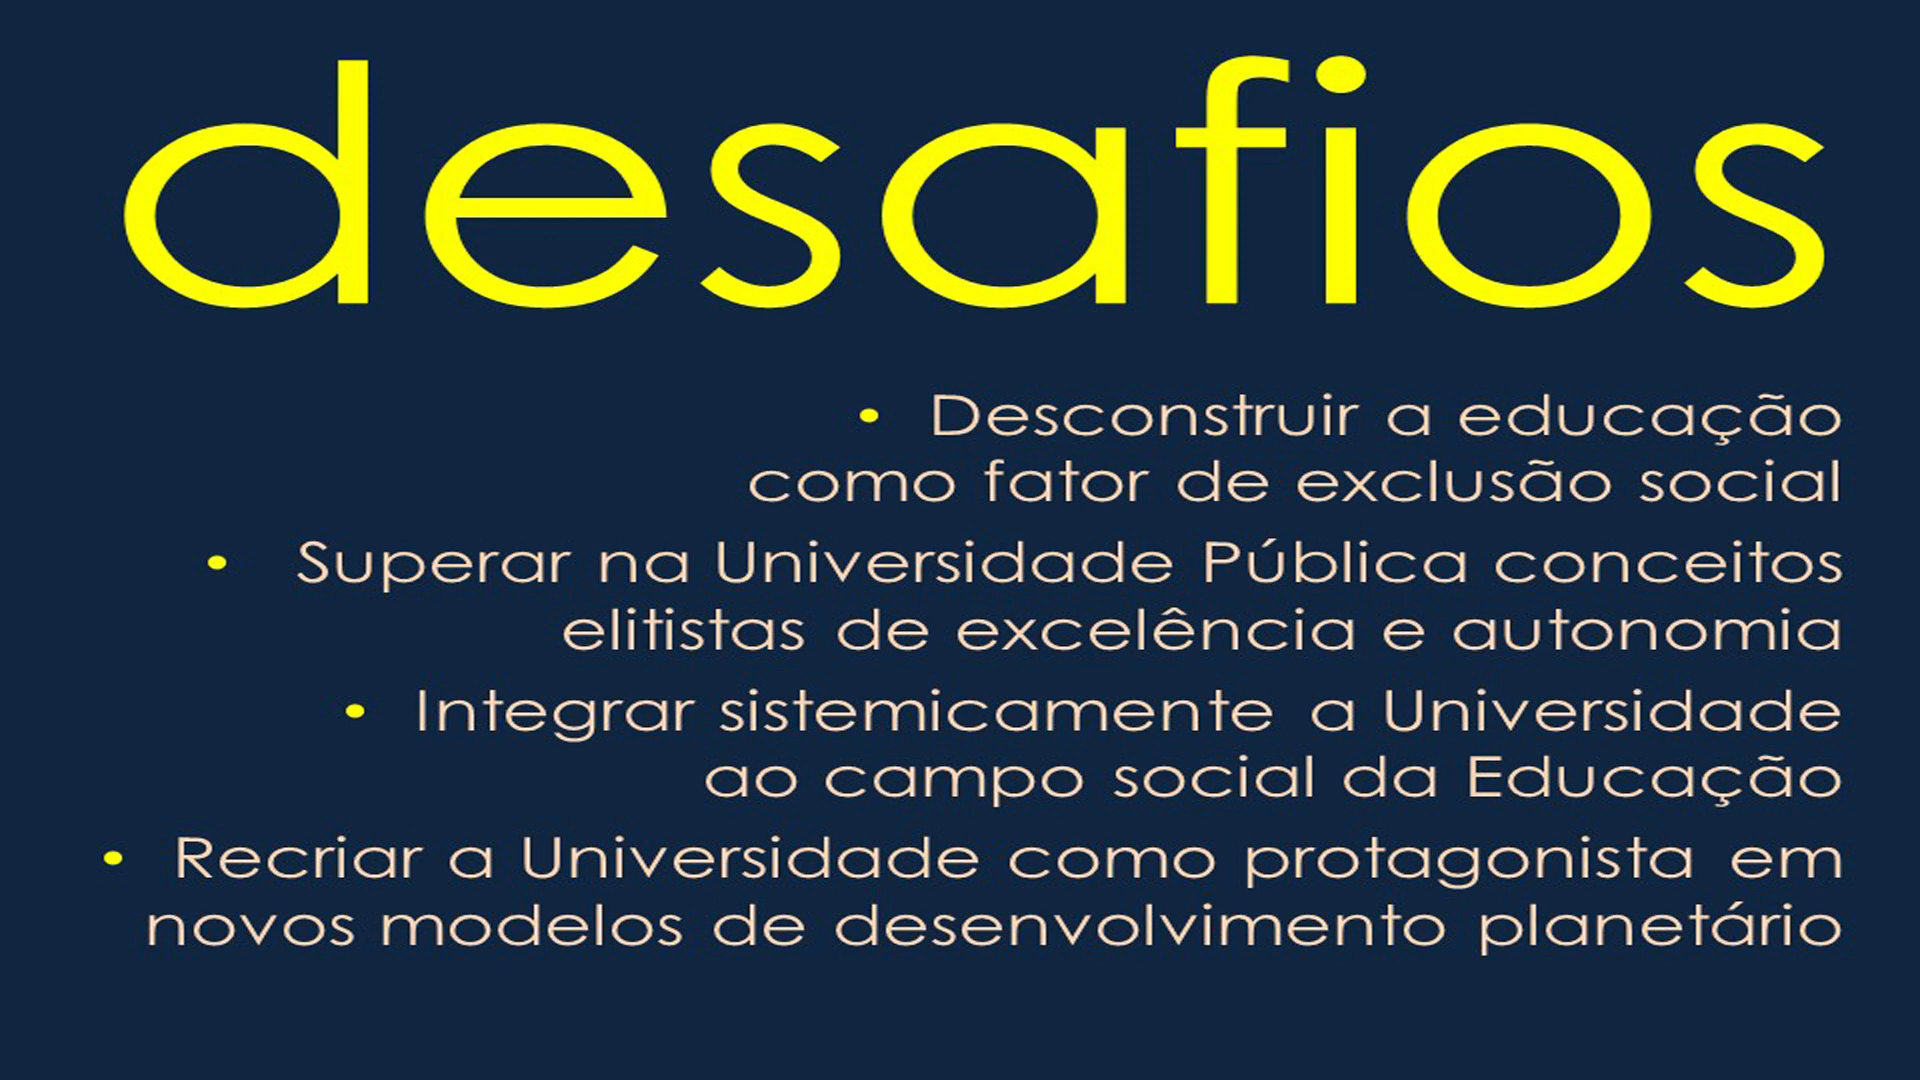 desafios
• Desconstruir a educação
como fator de exclusão social
• Superar na Universidade Pública conceitos
elitistas de excelência e autonomia
• Integrar sistemicamente a Universidade
ao campo social da Educação
• Recriar a Universidade como protagonista em
novos modelos de desenvolvimento planetário